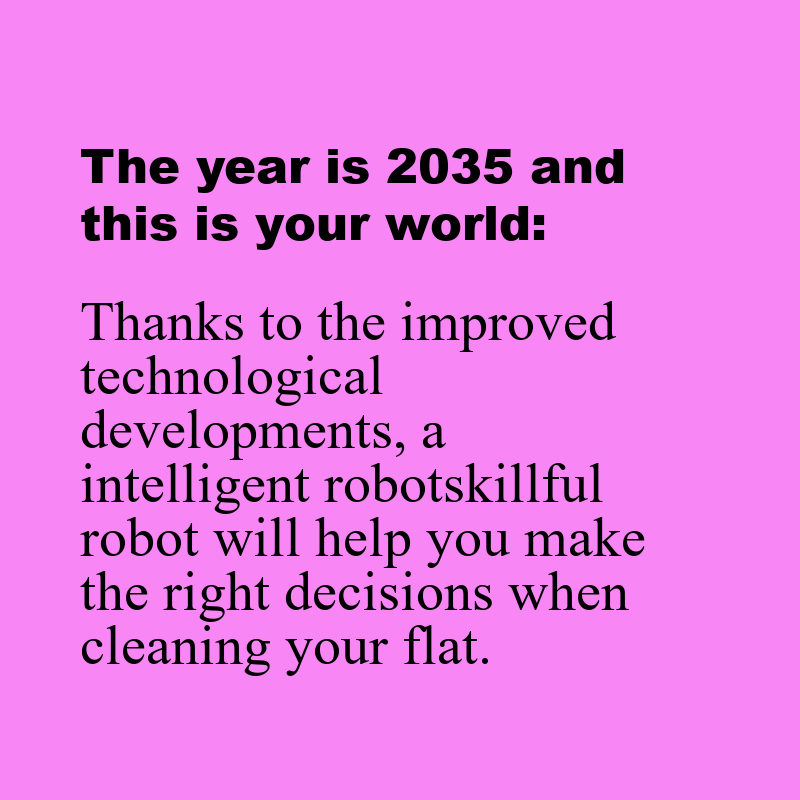 The year is 2035 and
this is your world:
Thanks to the improved
technological
developments, a
intelligent robotskillful
robot will help you make
the right decisions when
cleaning your flat.